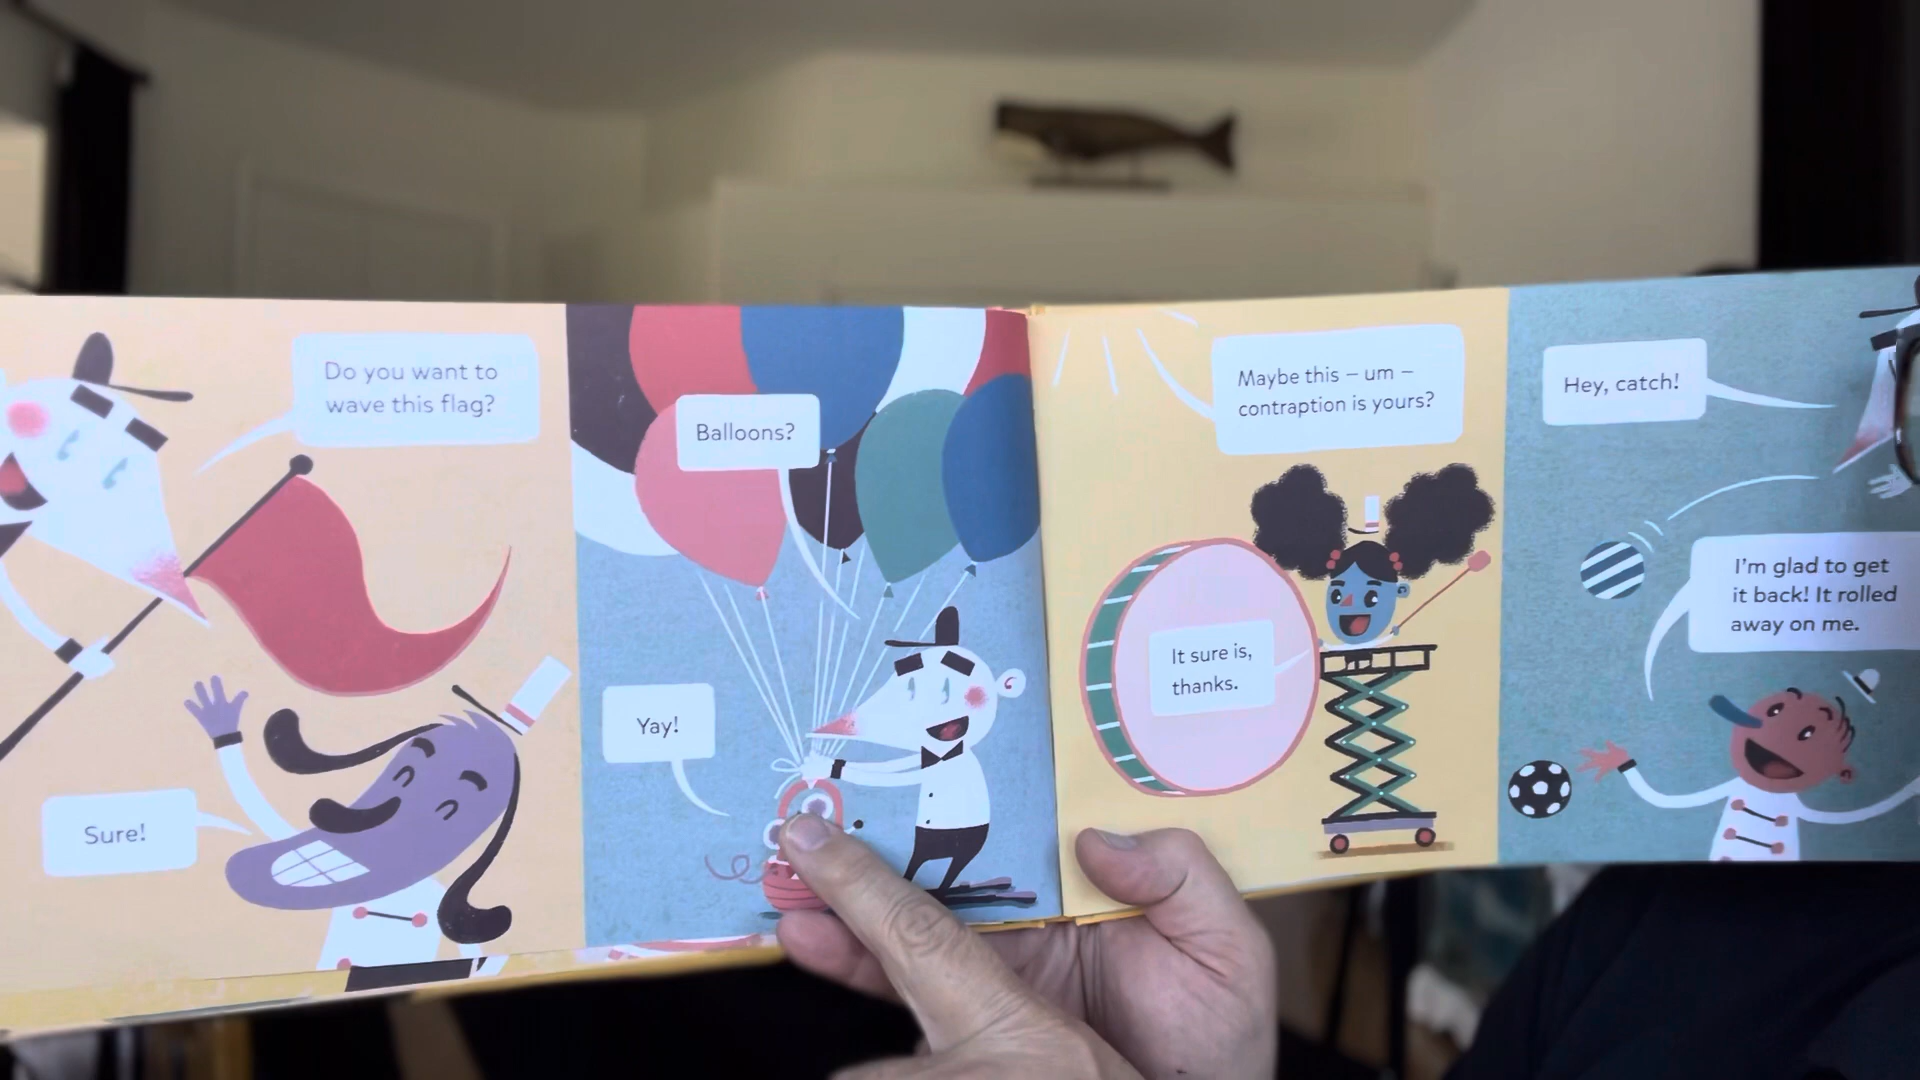 Do you want to
wave this flag?
Sure!
Balloons?
Yay!
Maybe this – um –
contraption is yours?
It sure is,
thanks.
Hey, catch!
I'm glad to get
it back! It rolled
away on me.